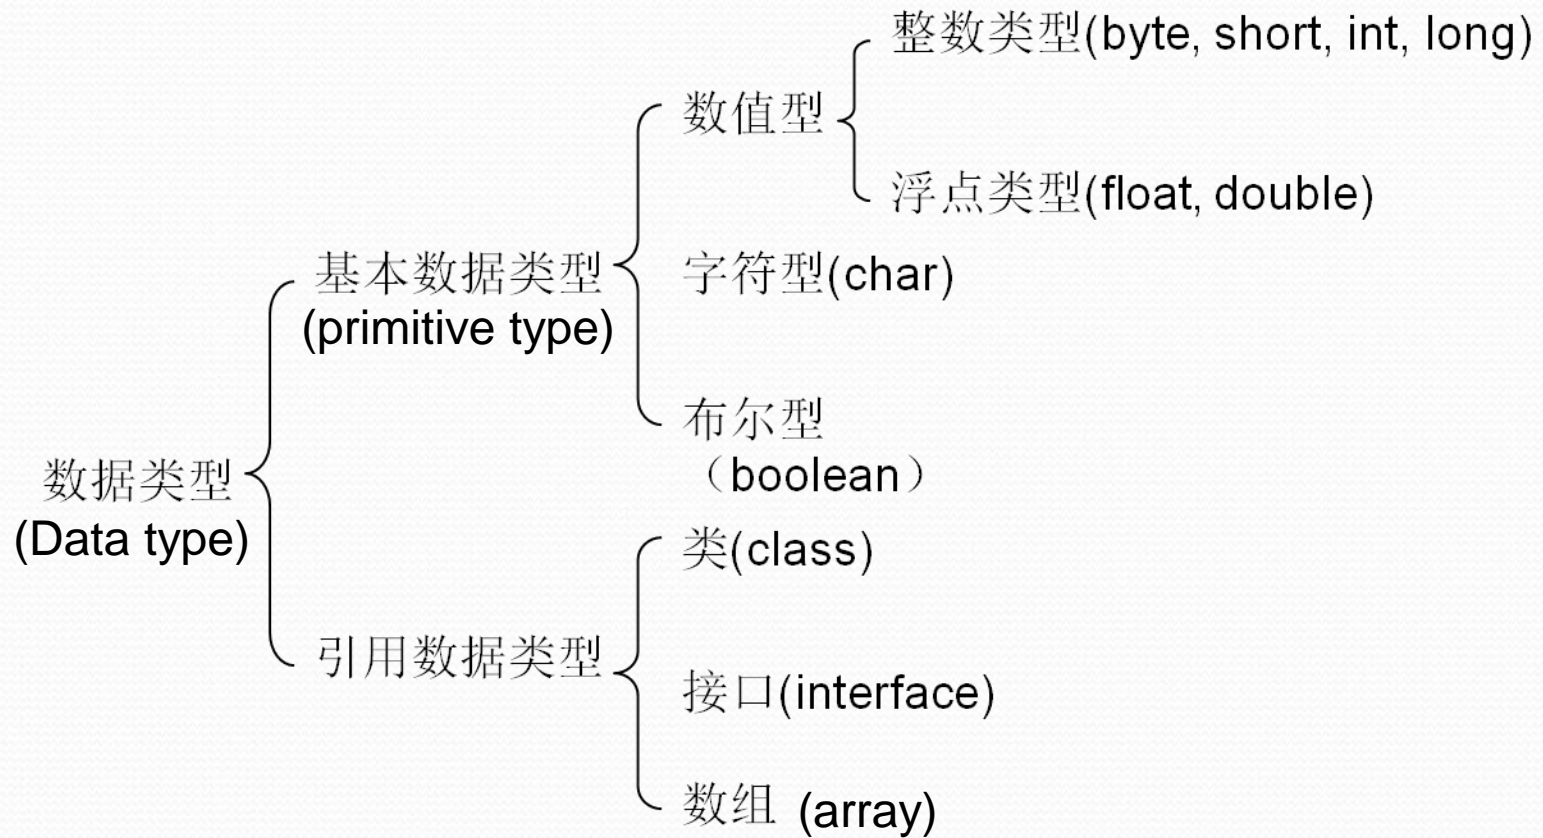 整数类型(byte, short, int, long)
数值型
浮点类型(float, double)
基本数据类型
(primitive type)
字符型(char)
布尔型
（boolean）
数据类型
(Data type)
类(class)
引用数据类型
接口(interface)
数组 (array)